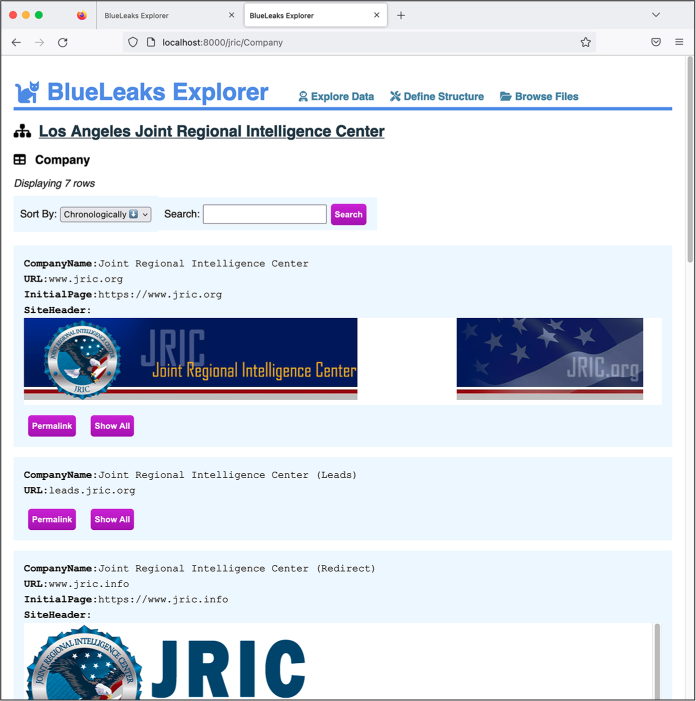 BlueLeaks Explorer
BlueLeaks Explorer
localhost:8000/jric/Company
BlueLeaks Explorer
Explore Data
Define Structure
Browse Files
Los Angeles Joint Regional Intelligence Center
Company
Displaying 7 rows
Sort By: Chronologically Search: Search
CompanyName:Joint Regional Intelligence Center
URL:www.jric.org
InitialPage:https://www.jric.org
SiteHeader:
JOINT REGIONAL INTELLIGENCE CENTER
JRIC
JRIC
Joint Regional Intelligence Center
JRIC.org
Permalink Show All
CompanyName:Joint Regional Intelligence Center (Leads)
URL:leads.jric.org
Permalink Show All
CompanyName:Joint Regional Intelligence Center (Redirect)
URL:www.jric.info
InitialPage:https://www.jric.info
SiteHeader:
JOINT REGIONAL INTELLIGENCE CENTER
JRIC